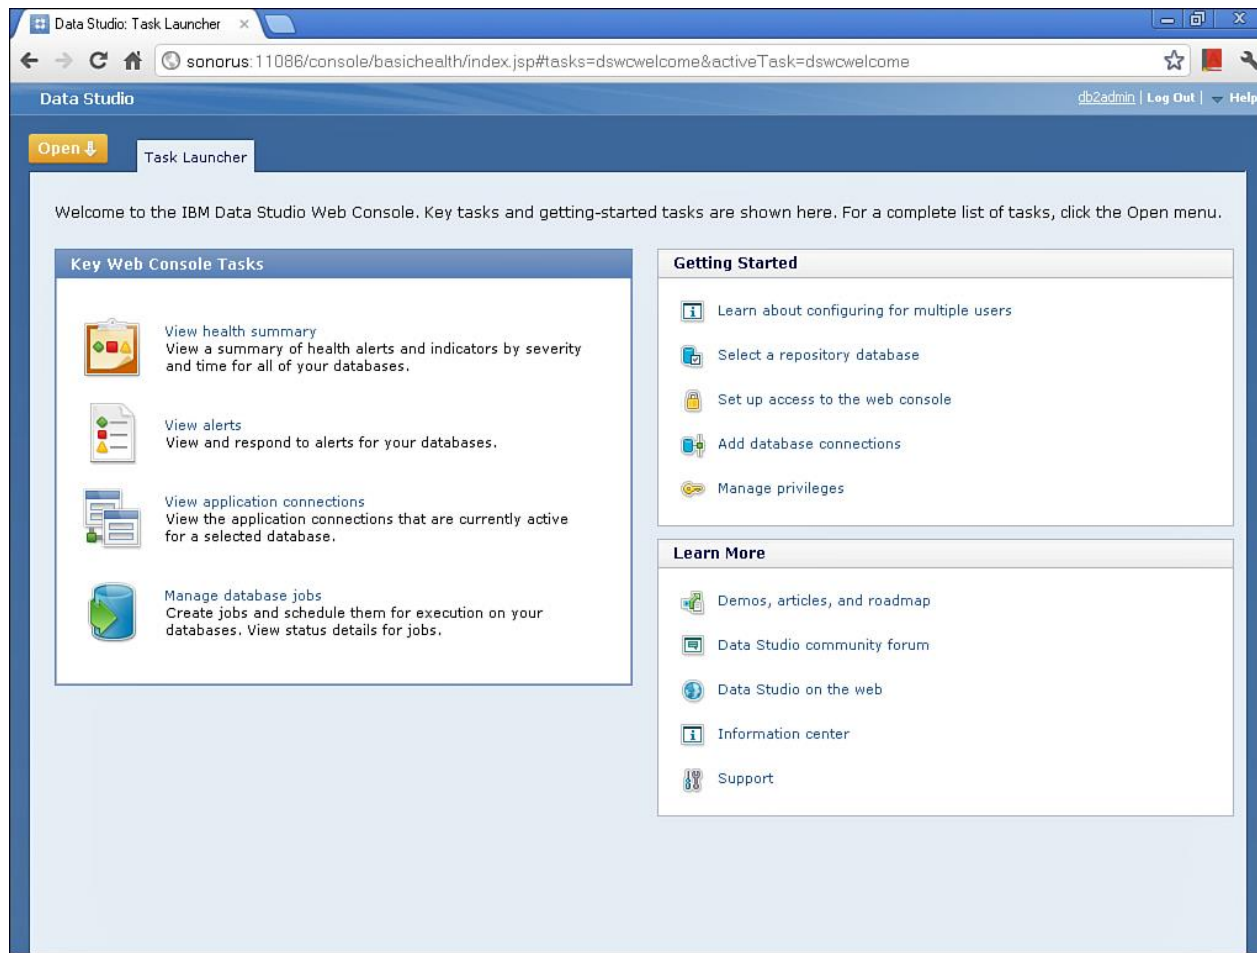 Data Studio: Task Launcher
sonorus:11086/console/basichealth/index.jsp#tasks=dswcwelcome&activeTask=dswcwelcome
Data Studio
db2admin | Log Out | Help
Open
Task Launcher
Welcome to the IBM Data Studio Web Console. Key tasks and getting-started tasks are shown here. For a complete list of tasks, click the Open menu.
Key Web Console Tasks
View health summary
View a summary of health alerts and indicators by severity
and time for all of your databases.
View alerts
View and respond to alerts for your databases.
View application connections
View the application connections that are currently active
for a selected database.
Manage database jobs
Create jobs and schedule them for execution on your
databases. View status details for jobs.
Getting Started
Learn about configuring for multiple users
Select a repository database
Set up access to the web console
Add database connections
Manage privileges
Learn More
Demos, articles, and roadmap
Data Studio community forum
Data Studio on the web
Information center
Support